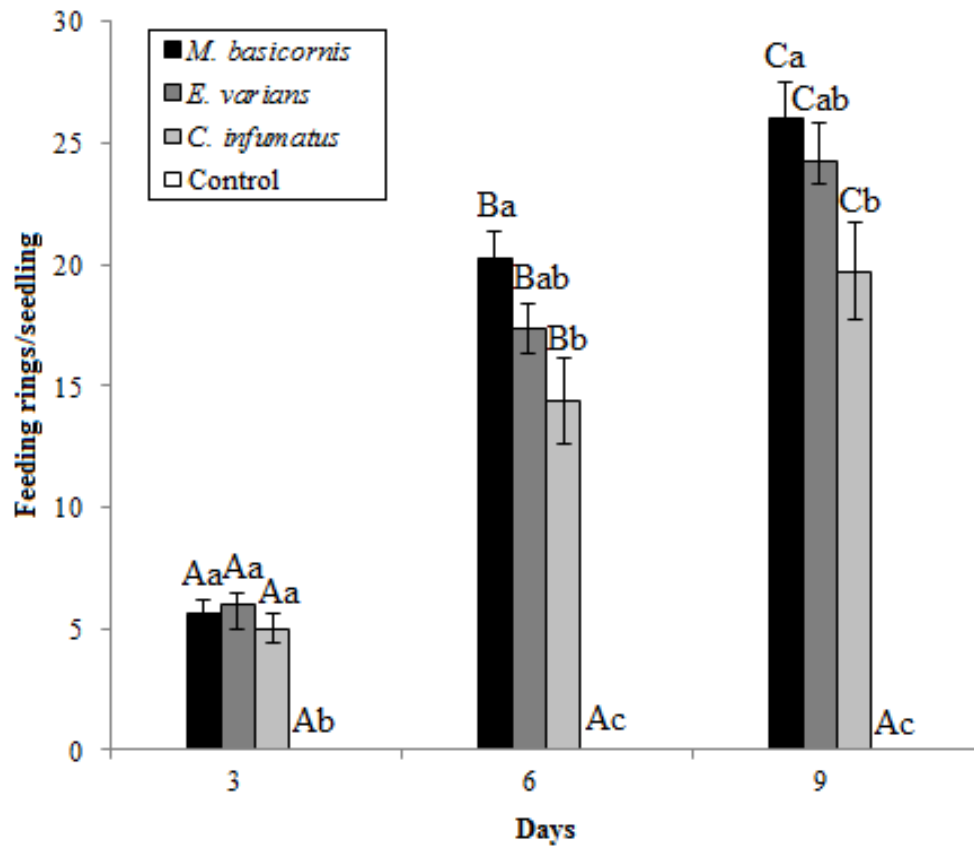 30
25
20
15
10
5
0
Feeding rings/seedling
M. basicornis
E. varians
C. infumatus
Control
Aa
Aa
Aa
Ab
Ba
Bab
Bb
Ac
Ca
Cab
Cb
Ac
3
6
9
Days